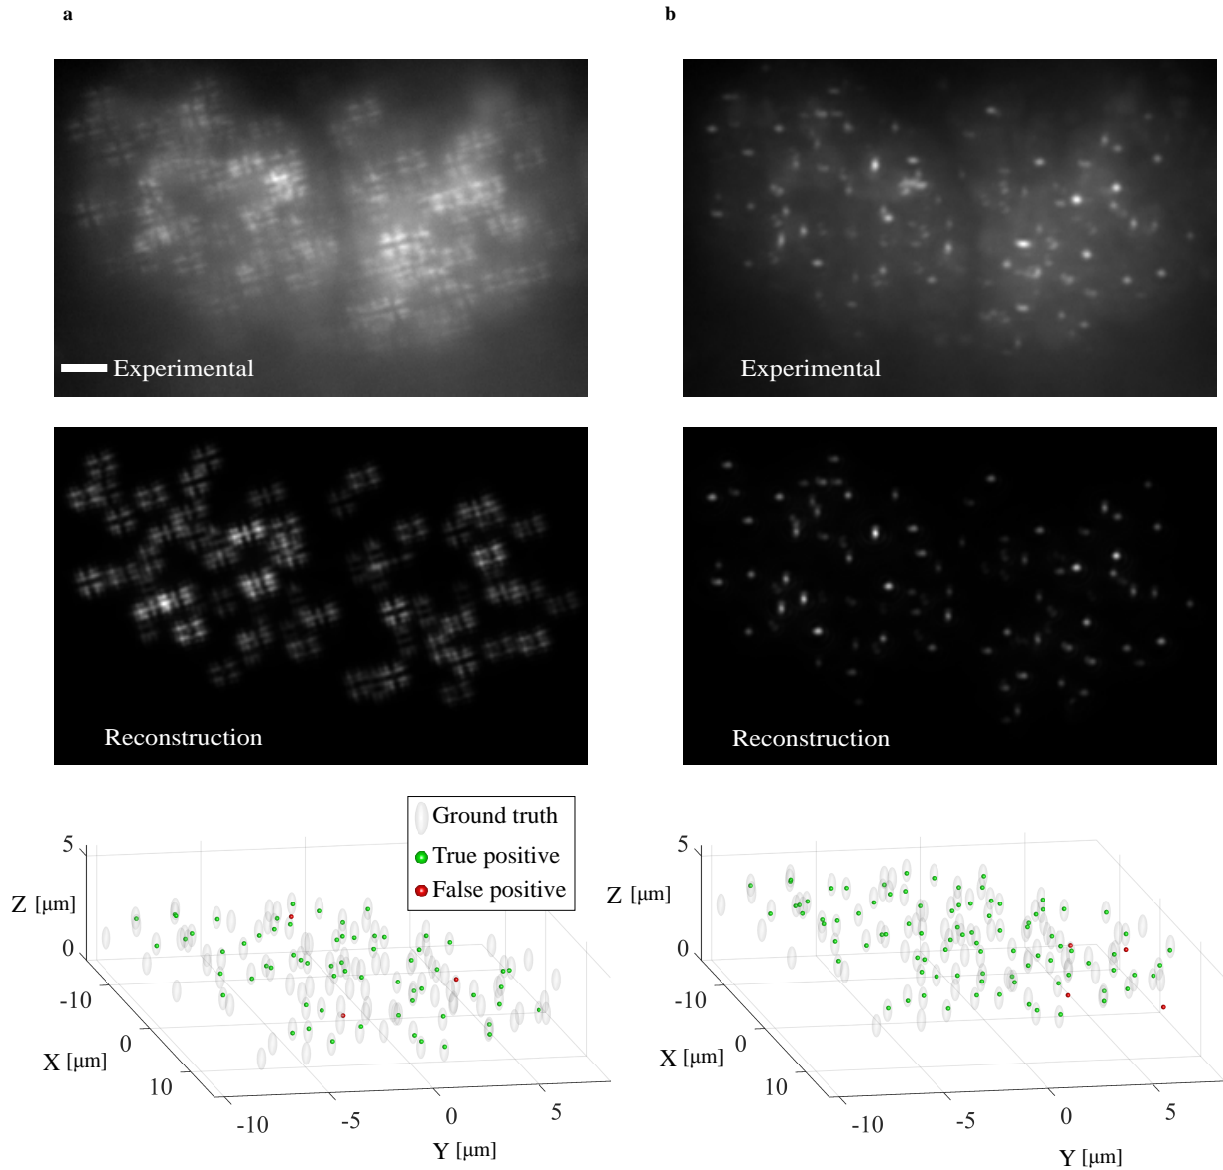 a
b
Experimental
Experimental
Reconstruction
Reconstruction
Ground truth
True positive
False positive
5
Z [μm]
0
-10
X [μm]
0
10
-10
-5
0
5
Y [μm]
5
Z [μm]
0
-10
X [μm]
0
10
-10
-5
0
5
Y [μm]